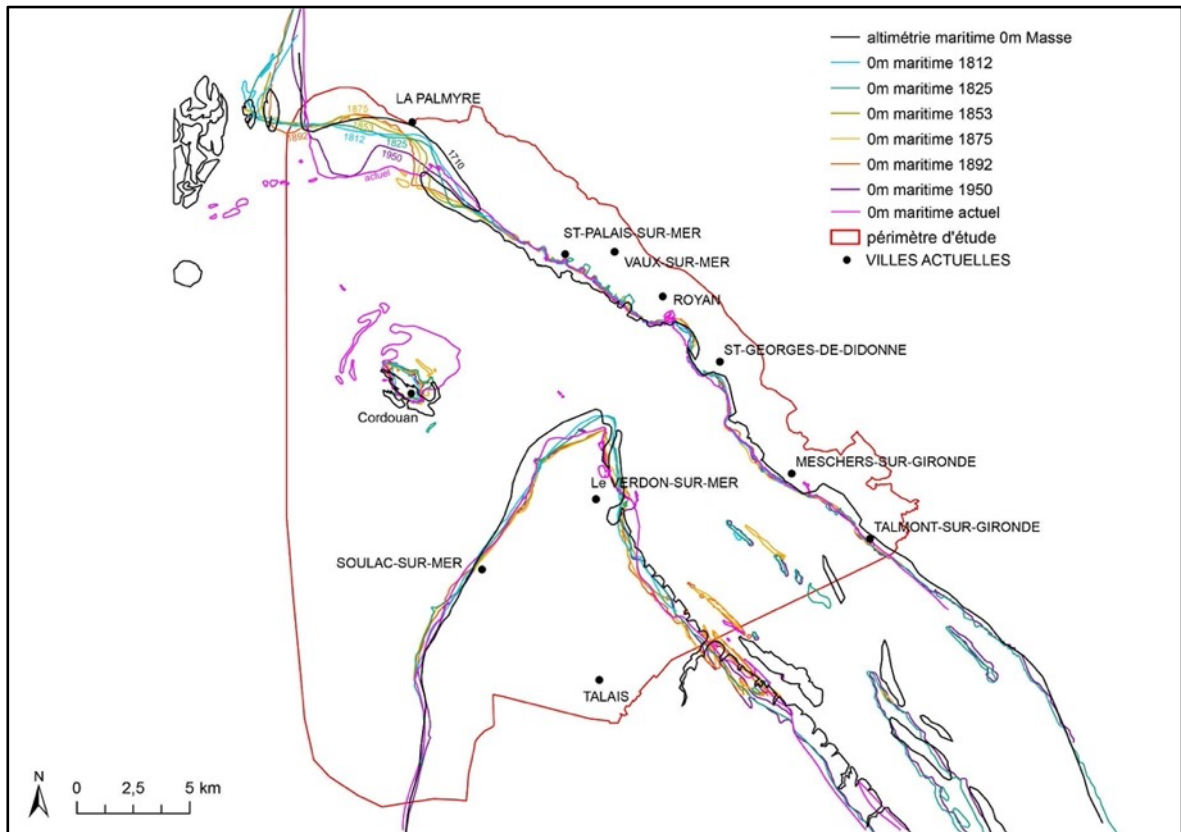 altimétrie maritime 0m Masse
0m maritime 1812
0m maritime 1825
0m maritime 1853
0m maritime 1875
0m maritime 1892
0m maritime 1950
0m maritime actuel
périmètre d'étude
VILLES ACTUELLES
LA PALMYRE
1875
1853
1892
1812
1825
1710
1950
actuel
ST-PALAIS-SUR-MER
VAUX-SUR-MER
ROYAN
ST-GEORGES-DE-DIDONNE
Cordouan
MESCHERS-SUR-GIRONDE
Le VERDON-SUR-MER
TALMONT-SUR-GIRONDE
SOULAC-SUR-MER
TALAIS
N
0 2,5 5 km